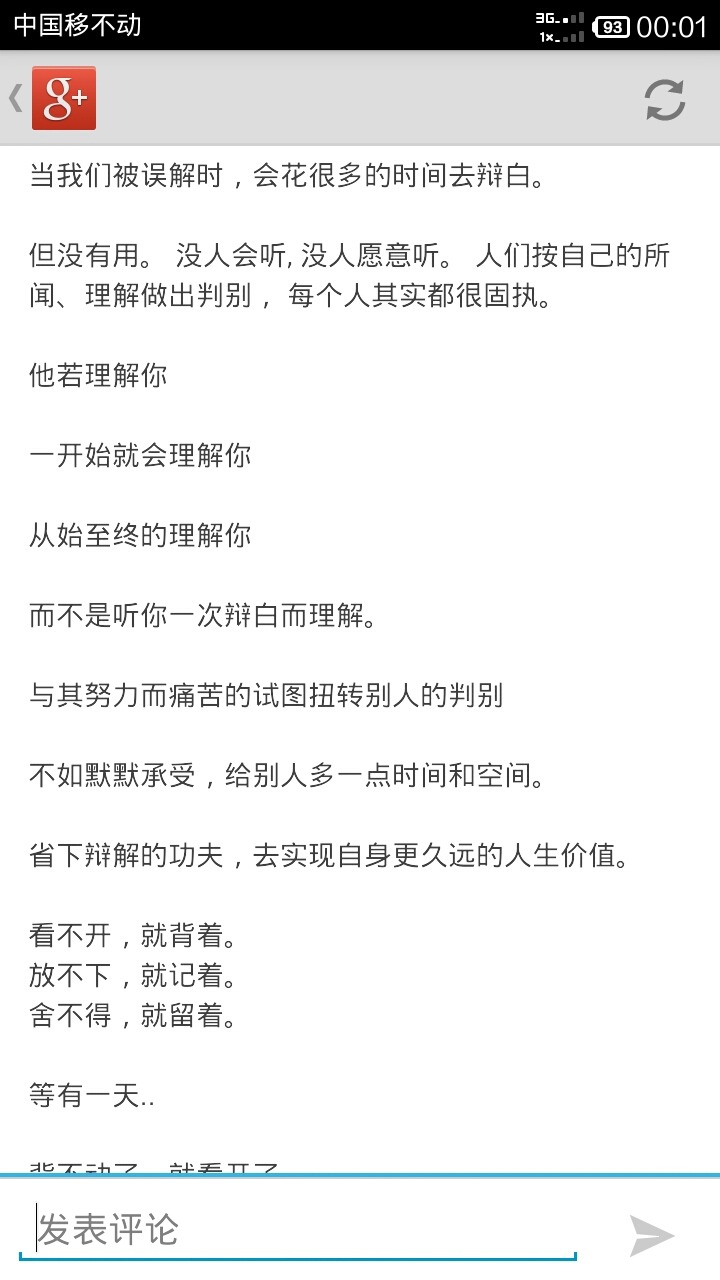 中国移不动
3G
1x
93
00:01
g+
当我们被误解时，会花很多的时间去辩白。
但没有用。 没人会听, 没人愿意听。 人们按自己的所
闻、理解做出判别， 每个人其实都很固执。
他若理解你
一开始就会理解你
从始至终的理解你
而不是听你一次辩白而理解。
与其努力而痛苦的试图扭转别人的判别
不如默默承受，给别人多一点时间和空间。
省下辩解的功夫，去实现自身更久远的人生价值。
看不开，就背着。
放不下，就记着。
舍不得，就留着。
等有一天..
背不动了，就看开了
发表评论